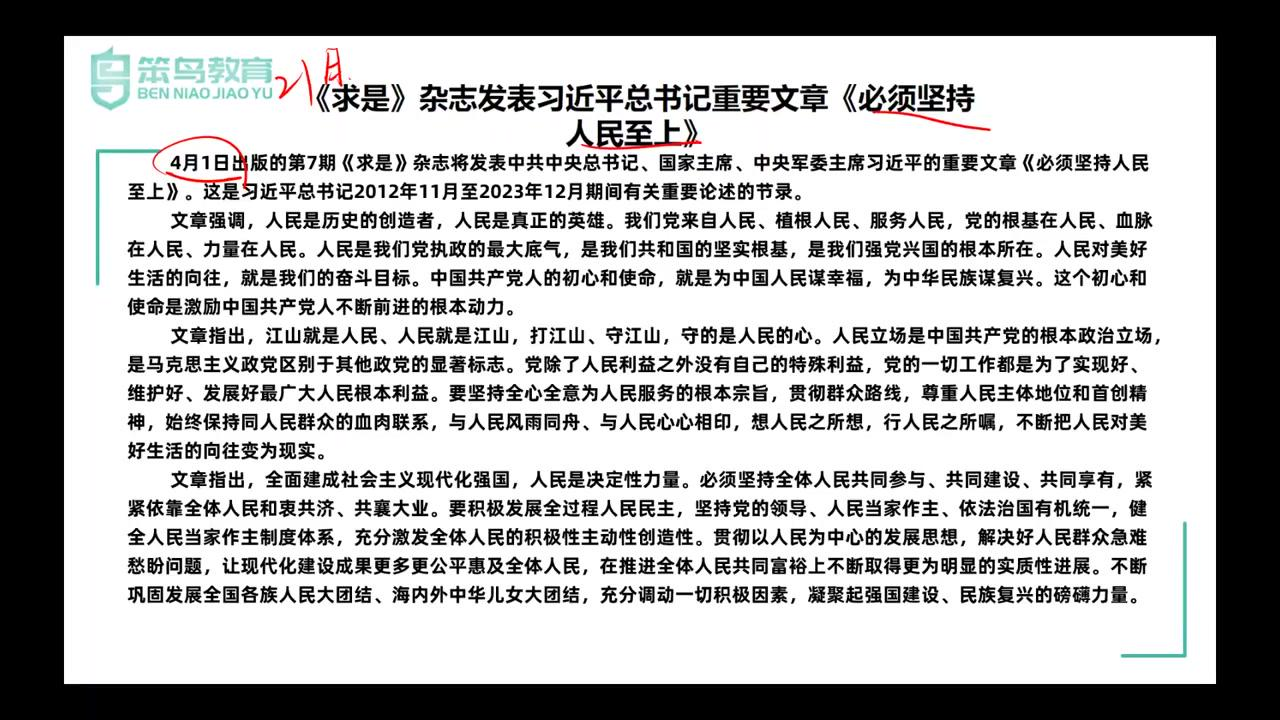 笨鸟教育
BEN NIAO JIAO YU
21月
《求是》杂志发表习近平总书记重要文章《必须坚持
人民至上》
4月1日出版的第7期《求是》杂志将发表中共中央总书记、国家主席、中央军委主席习近平的重要文章《必须坚持人民
至上》。这是习近平总书记2012年11月至2023年12月期间有关重要论述的节录。
文章强调，人民是历史的创造者，人民是真正的英雄。我们党来自人民、植根人民、服务人民，党的根基在人民、血脉
在人民、力量在人民。人民是我们党执政的最大底气，是我们共和国的坚实根基，是我们强党兴国的根本所在。人民对美好
生活的向往，就是我们的奋斗目标。中国共产党人的初心和使命，就是为中国人民谋幸福，为中华民族谋复兴。这个初心和
使命是激励中国共产党人不断前进的根本动力。
文章指出，江山就是人民、人民就是江山，打江山、守江山，守的是人民的心。人民立场是中国共产党的根本政治立场，
是马克思主义政党区别于其他政党的显著标志。党除了人民利益之外没有自己的特殊利益，党的一切工作都是为了实现好、
维护好、发展好最广大人民根本利益。要坚持全心全意为人民服务的根本宗旨，贯彻群众路线，尊重人民主体地位和首创精
神，始终保持同人民群众的血肉联系，与人民风雨同舟、与人民心心相印，想人民之所想，行人民之所嘱，不断把人民对美
好生活的向往变为现实。
文章指出，全面建成社会主义现代化强国，人民是决定性力量。必须坚持全体人民共同参与、共同建设、共同享有，紧
紧依靠全体人民和衷共济、共襄大业。要积极发展全过程人民民主，坚持党的领导、人民当家作主、依法治国有机统一，健
全人民当家作主制度体系，充分激发全体人民的积极性主动性创造性。贯彻以人民为中心的发展思想，解决好人民群众急难
愁盼问题，让现代化建设成果更多更公平惠及全体人民，在推进全体人民共同富裕上不断取得更为明显的实质性进展。不断
巩固发展全国各族人民大团结、海内外中华儿女大团结，充分调动一切积极因素，凝聚起强国建设、民族复兴的磅礴力量。